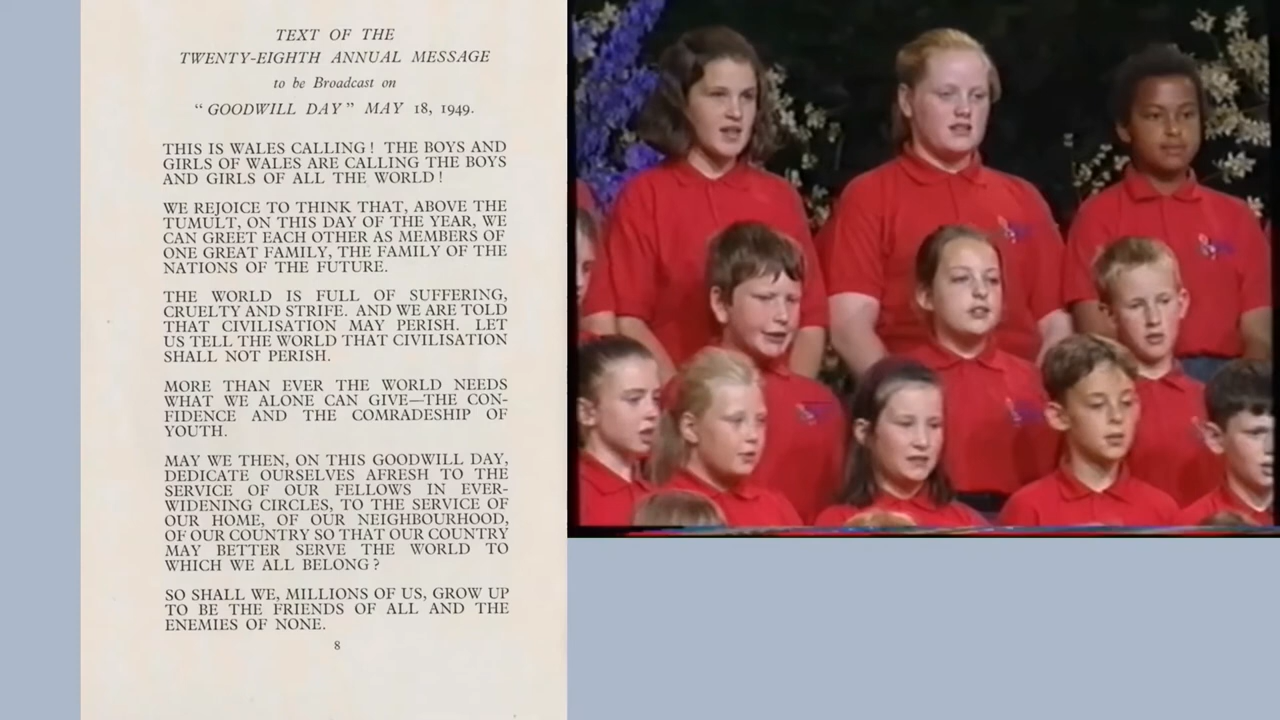 TEXT OF THE
TWENTY-EIGHTH ANNUAL MESSAGE
to be Broadcast on
“ GOODWILL DAY ” MAY 18, 1949.
THIS IS WALES CALLING ! THE BOYS AND
GIRLS OF WALES ARE CALLING THE BOYS
AND GIRLS OF ALL THE WORLD !
WE REJOICE TO THINK THAT, ABOVE THE
TUMULT, ON THIS DAY OF THE YEAR, WE
CAN GREET EACH OTHER AS MEMBERS OF
ONE GREAT FAMILY, THE FAMILY OF THE
NATIONS OF THE FUTURE.
THE WORLD IS FULL OF SUFFERING,
CRUELTY AND STRIFE. AND WE ARE TOLD
THAT CIVILISATION MAY PERISH. LET
US TELL THE WORLD THAT CIVILISATION
SHALL NOT PERISH.
MORE THAN EVER THE WORLD NEEDS
WHAT WE ALONE CAN GIVE—THE CON-
FIDENCE AND THE COMRADESHIP OF
YOUTH.
MAY WE THEN, ON THIS GOODWILL DAY,
DEDICATE OURSELVES AFRESH TO THE
SERVICE OF OUR FELLOWS IN EVER-
WIDENING CIRCLES, TO THE SERVICE OF
OUR HOME, OF OUR NEIGHBOURHOOD,
OF OUR COUNTRY SO THAT OUR COUNTRY
MAY BETTER SERVE THE WORLD TO
WHICH WE ALL BELONG ?
SO SHALL WE, MILLIONS OF US, GROW UP
TO BE THE FRIENDS OF ALL AND THE
ENEMIES OF NONE.
8